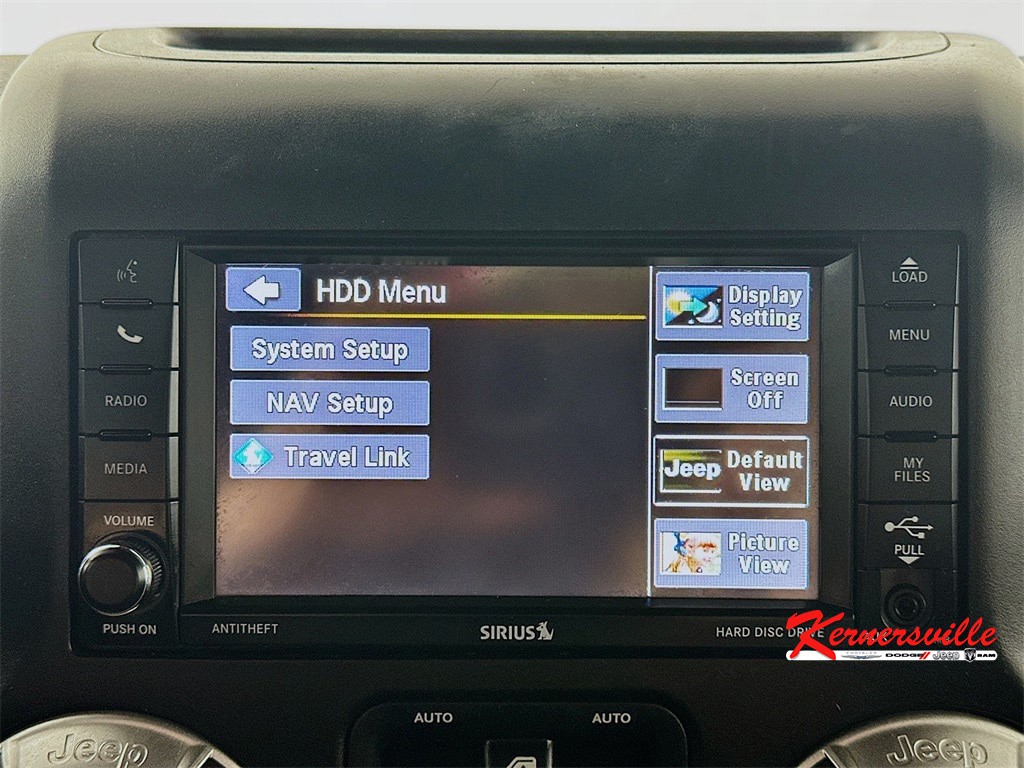 HDD Menu
System Setup
NAV Setup
Travel Link
Display
Setting
Screen
Off
Jeep
Default
View
Picture
View
RADIO
MEDIA
VOLUME
PUSH ON
LOAD
MENU
AUDIO
MY
FILES
PULL
ANTITHEFT
SIRIUS
HARD DISC DRIVE
Kernersville
CHRYSLER DODGE Jeep RAM
AUTO
AUTO
Jeep
Jeep